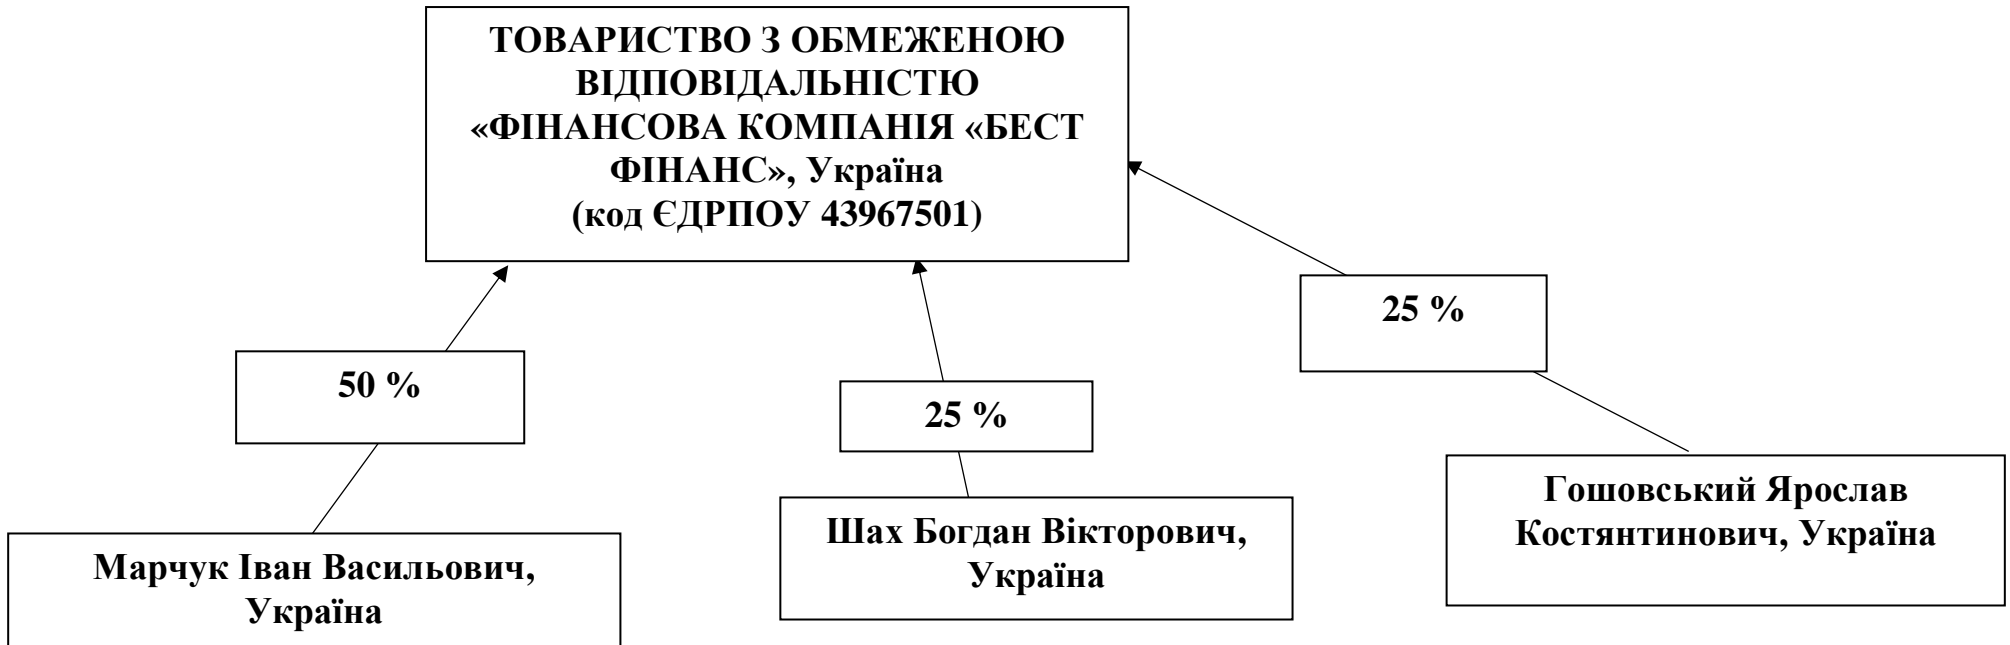 ТОВАРИСТВО З ОБМЕЖЕНОЮ
ВІДПОВІДАЛЬНІСТЮ
«ФІНАНСОВА КОМПАНІЯ «БЕСТ
ФІНАНС», Україна
(код ЄДРПОУ 43967501)
50 %
25 %
25 %
Марчук Іван Васильович,
Україна
Шах Богдан Вікторович,
Україна
Гошовський Ярослав
Костянтинович, Україна